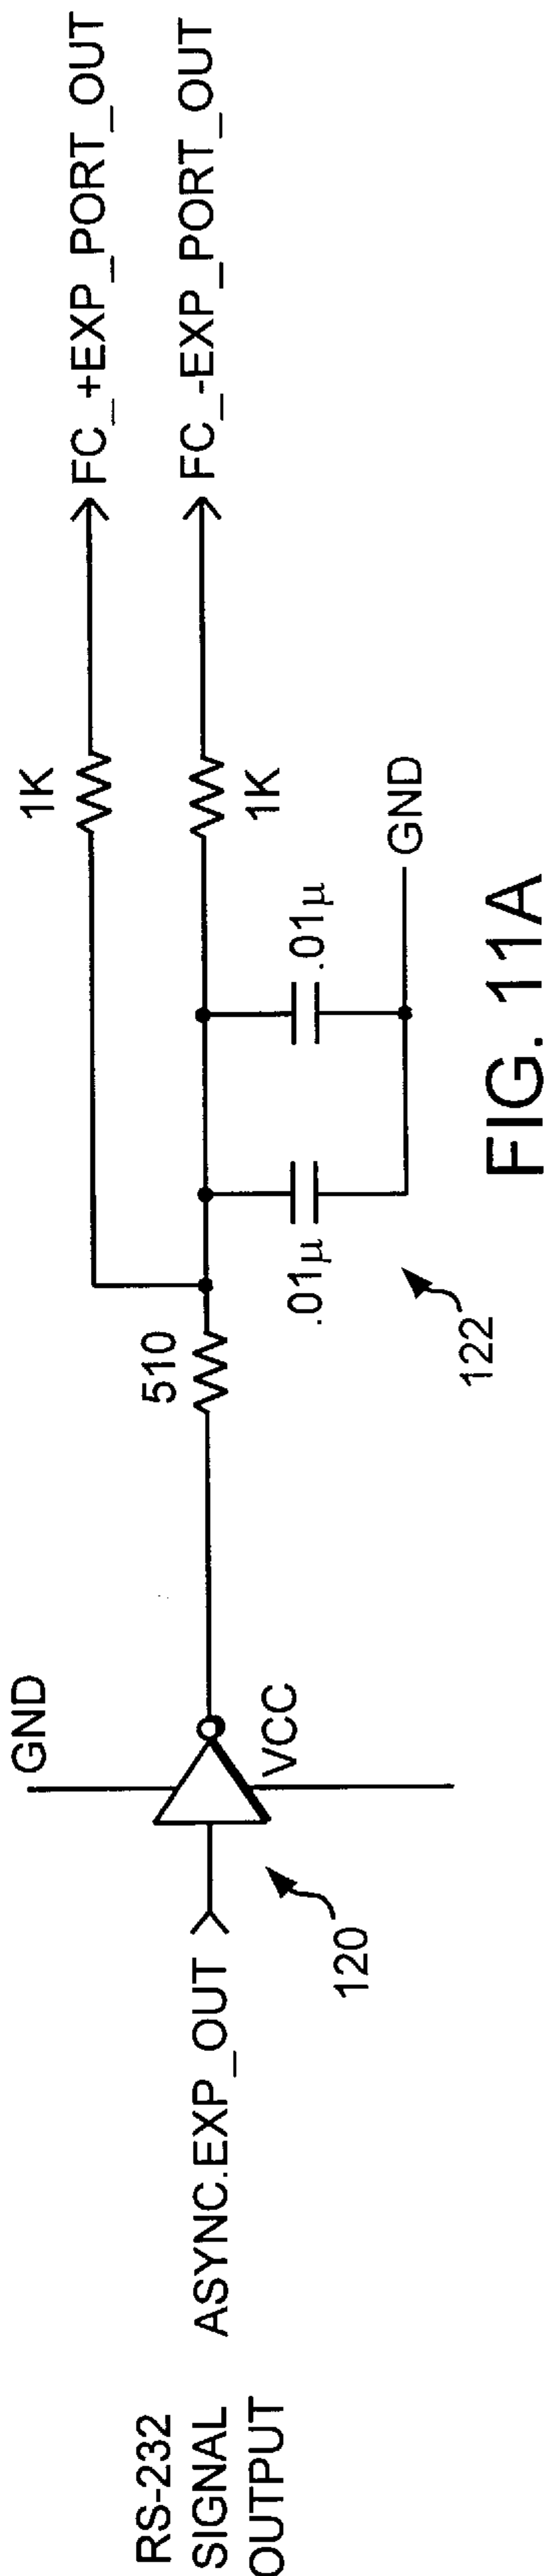 RS-232
SIGNAL
OUTPUT
ASYNC.EXP_OUT
120
GND
VCC
510
1K
FC_+EXP_PORT_OUT
FC_-EXP_PORT_OUT
1K
.01µ
.01µ
GND
122
FIG. 11A